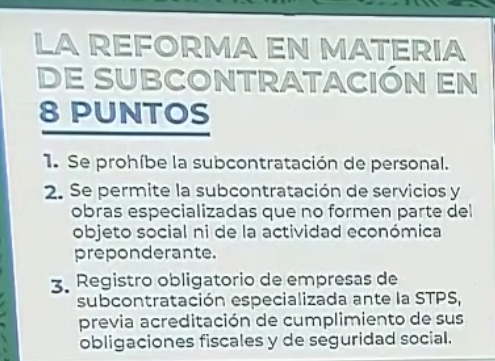 LA REFORMA EN MATERIA
DE SUBCONTRATACIÓN EN
8 PUNTOS
1. Se prohíbe la subcontratación de personal.
2. Se permite la subcontratación de servicios y
obras especializadas que no formen parte del
objeto social ni de la actividad económica
preponderante.
3. Registro obligatorio de empresas de
subcontratación especializada ante la STPS,
previa acreditación de cumplimiento de sus
obligaciones fiscales y de seguridad social.